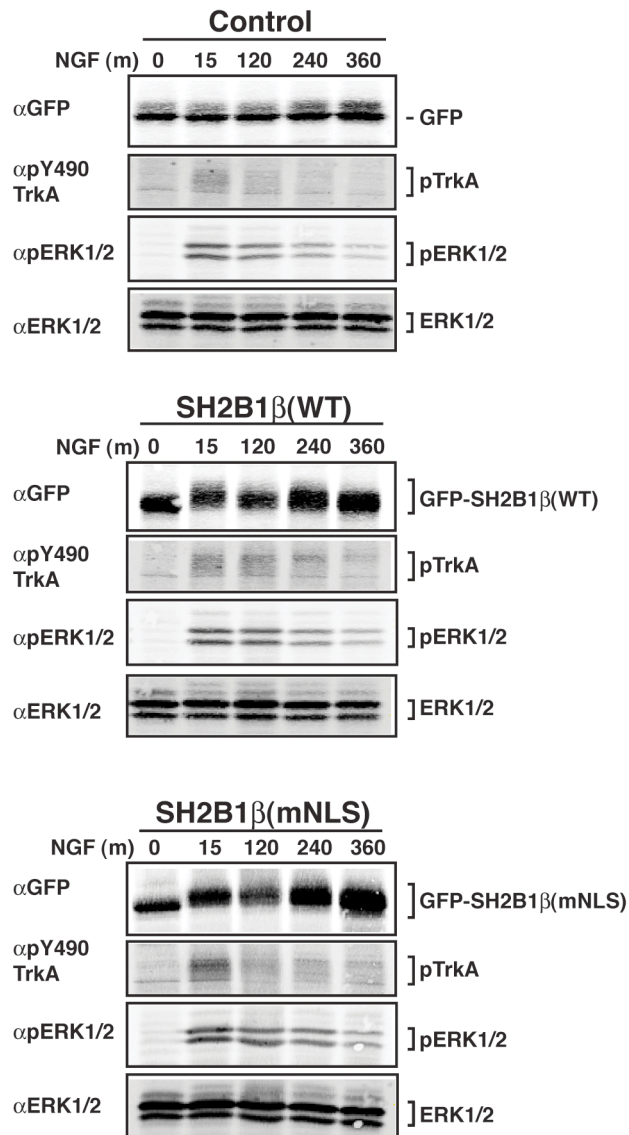 Control
NGF (m) 0 15 120 240 360
αGFP - GFP
αpY490
TrkA ] pTrkA
αpERK1/2 ] pERK1/2
αERK1/2 ] ERK1/2
SH2B1β(WT)
NGF (m) 0 15 120 240 360
αGFP ] GFP-SH2B1β(WT)
αpY490
TrkA ] pTrkA
αpERK1/2 ] pERK1/2
αERK1/2 ] ERK1/2
SH2B1β(mNLS)
NGF (m) 0 15 120 240 360
αGFP ] GFP-SH2B1β(mNLS)
αpY490
TrkA ] pTrkA
αpERK1/2 ] pERK1/2
αERK1/2 ] ERK1/2